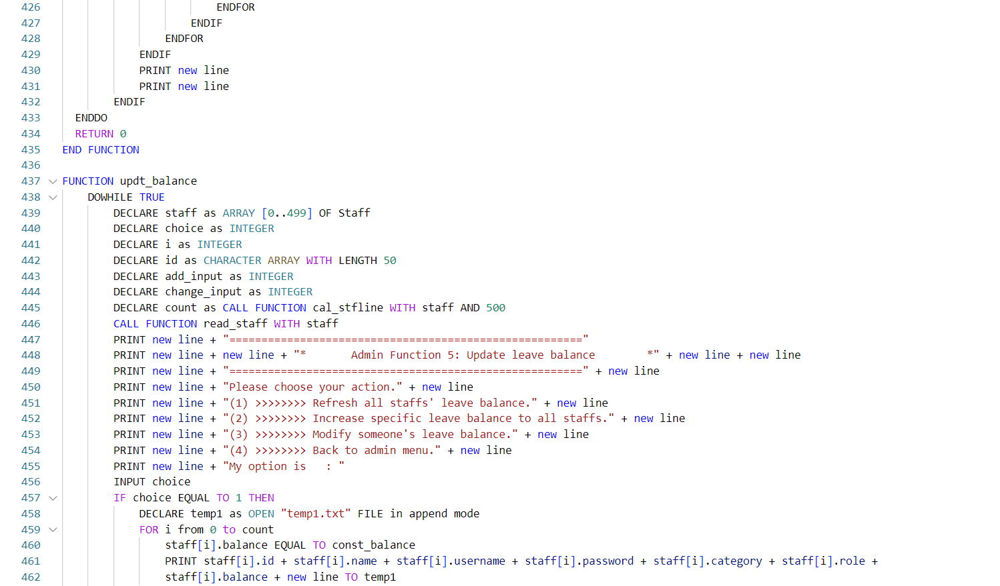 426 ENDFOR
427 ENDIF
428 ENDFOR
429 ENDIF
430 PRINT new line
431 PRINT new line
432 ENDIF
433 ENDDO
434 RETURN 0
435 END FUNCTION
436
437 FUNCTION updt_balance
438 DOWHILE TRUE
439 DECLARE staff as ARRAY [0..499] OF Staff
440 DECLARE choice as INTEGER
441 DECLARE i as INTEGER
442 DECLARE id as CHARACTER ARRAY WITH LENGTH 50
443 DECLARE add_input as INTEGER
444 DECLARE change_input as INTEGER
445 DECLARE count as CALL FUNCTION cal_stfline WITH staff AND 500
446 CALL FUNCTION read_staff WITH staff
447 PRINT new line + "======================================================="
448 PRINT new line + new line + "*       Admin Function 5: Update leave balance        *" + new line + new line
449 PRINT new line + "=======================================================" + new line
450 PRINT new line + "Please choose your action." + new line
451 PRINT new line + "(1) >>>>>>>> Refresh all staffs' leave balance." + new line
452 PRINT new line + "(2) >>>>>>>> Increase specific leave balance to all staffs." + new line
453 PRINT new line + "(3) >>>>>>>> Modify someone's leave balance." + new line
454 PRINT new line + "(4) >>>>>>>> Back to admin menu." + new line
455 PRINT new line + "My option is   : "
456 INPUT choice
457 IF choice EQUAL TO 1 THEN
458 DECLARE temp1 as OPEN "temp1.txt" FILE in append mode
459 FOR i from 0 to count
460 staff[i].balance EQUAL TO const_balance
461 PRINT staff[i].id + staff[i].name + staff[i].username + staff[i].password + staff[i].category + staff[i].role +
462 staff[i].balance + new line TO temp1